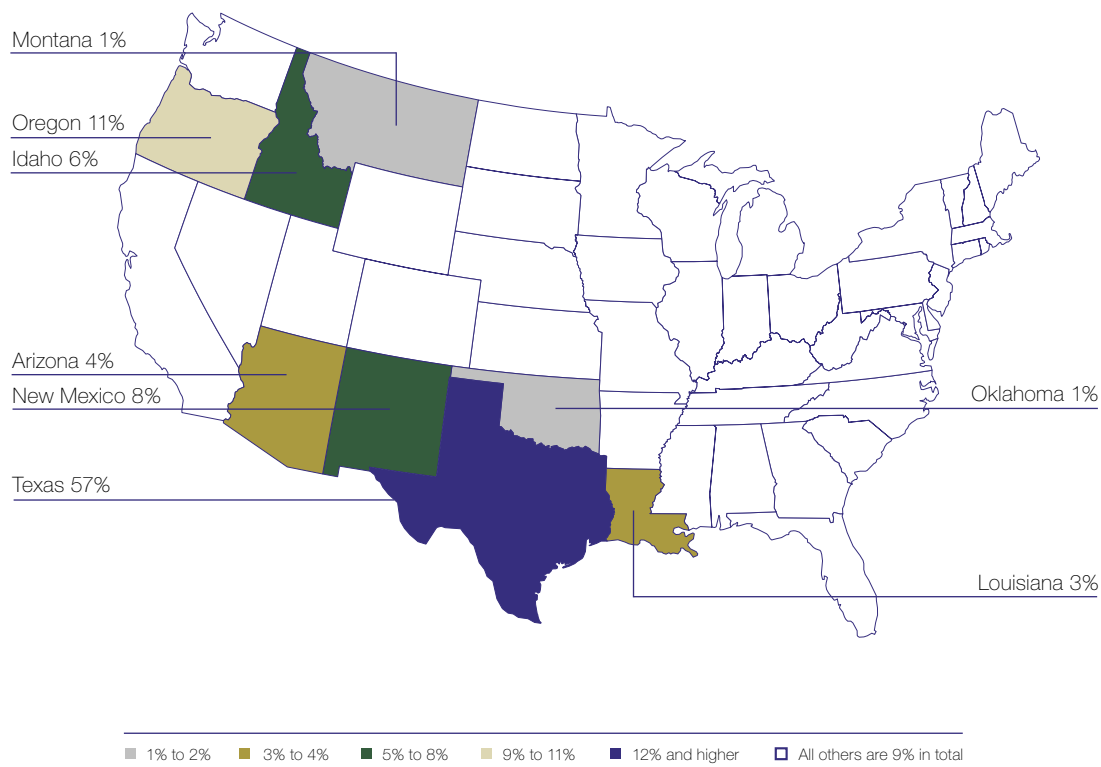 Montana 1%
Oregon 11%
Idaho 6%
Arizona 4%
New Mexico 8%
Oklahoma 1%
Texas 57%
Louisiana 3%
1% to 2%
3% to 4%
5% to 8%
9% to 11%
12% and higher
All others are 9% in total